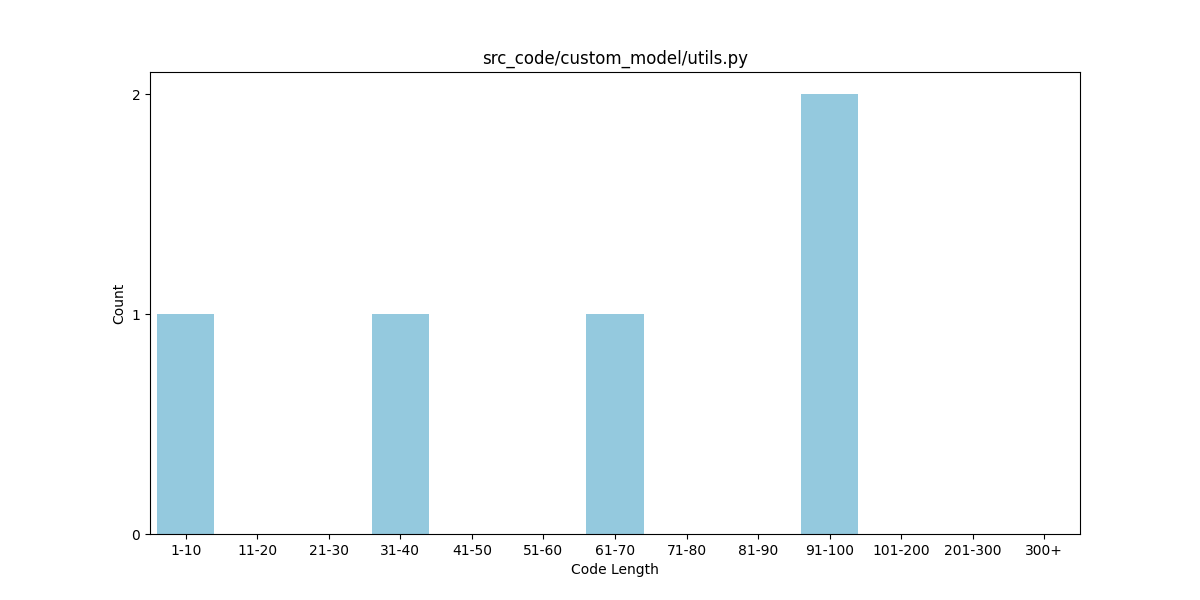 src_code/custom_model/utils.py
2
1
0
Count
1-10 11-20 21-30 31-40 41-50 51-60 61-70 71-80 81-90 91-100 101-200 201-300 300+
Code Length